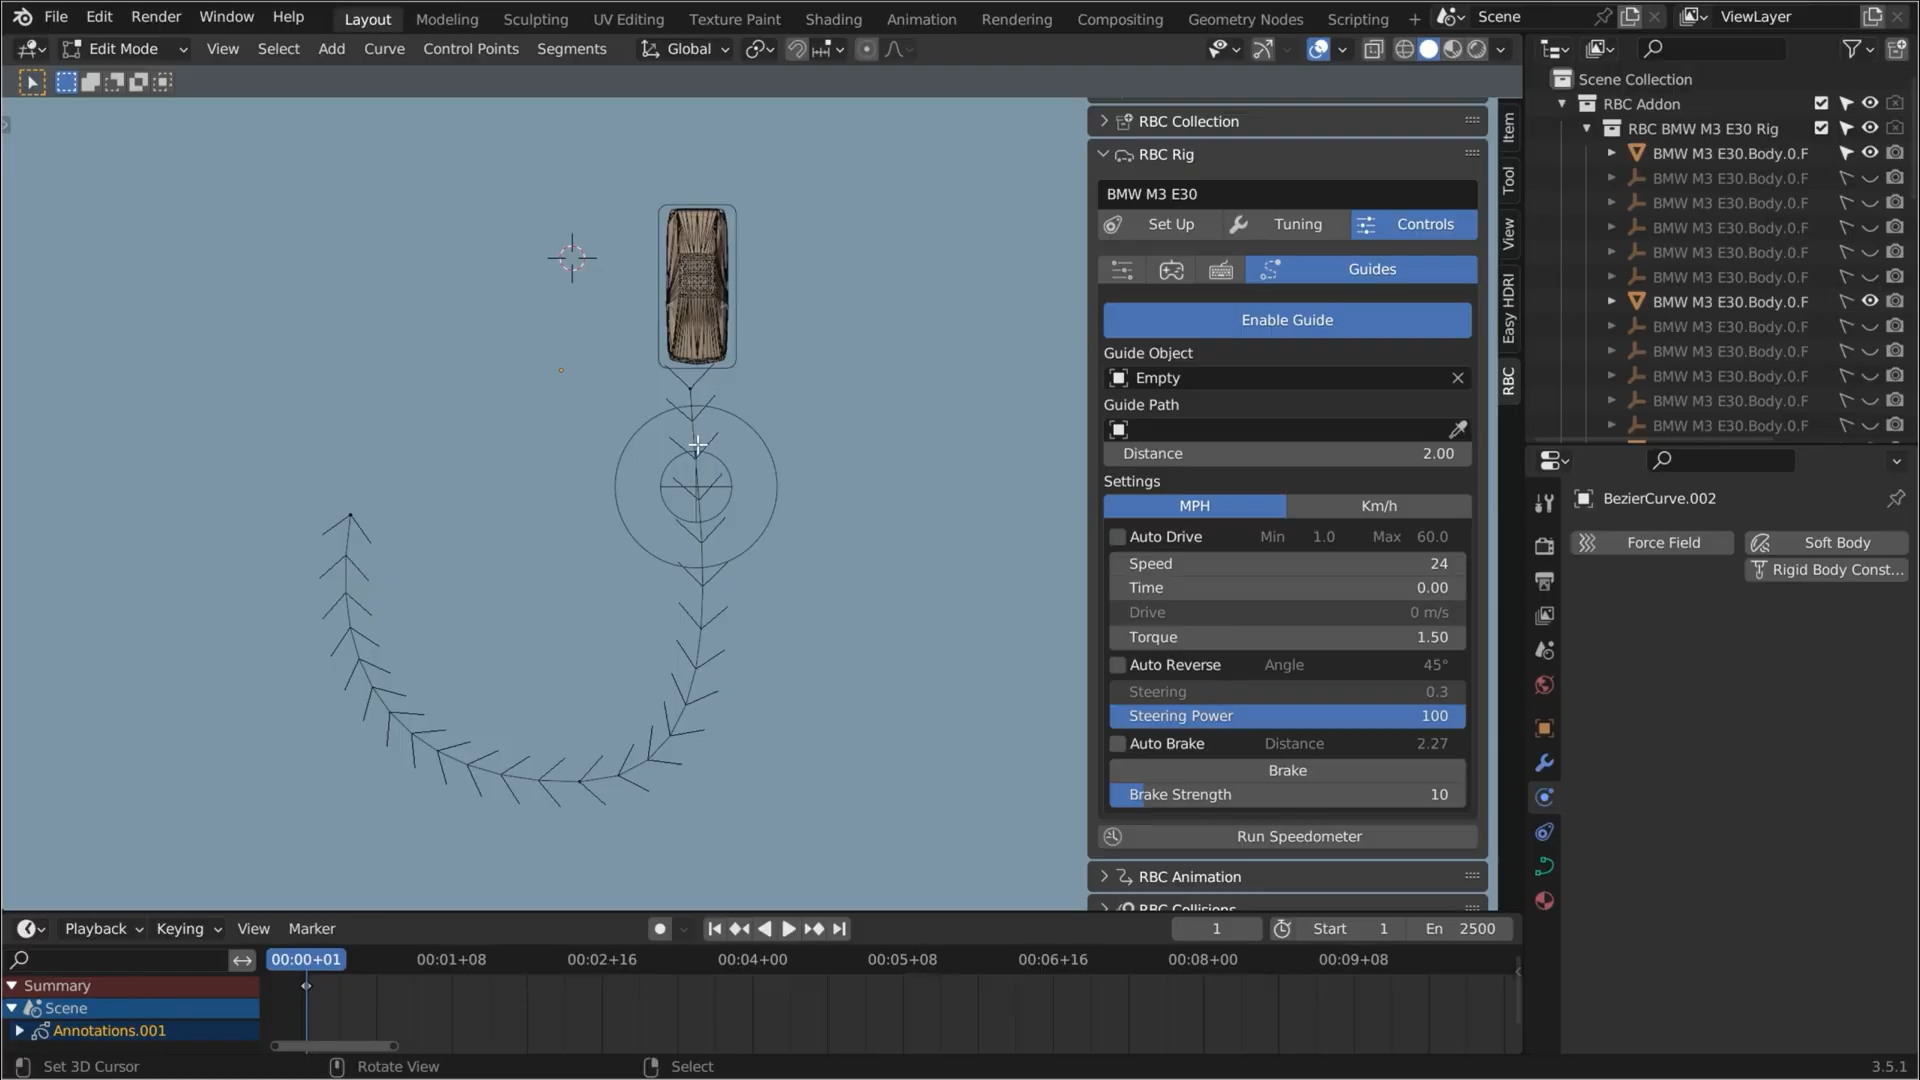 File Edit Render Window Help Layout Modeling Sculpting UV Editing Texture Paint Shading Animation Rendering Compositing Geometry Nodes Scripting + Scene ViewLayer
Edit Mode View Select Add Curve Control Points Segments Global
Scene Collection
RBC Addon
RBC BMW M3 E30 Rig
BMW M3 E30.Body.0.F
BMW M3 E30.Body.0.F
BMW M3 E30.Body.0.F
BMW M3 E30.Body.0.F
BMW M3 E30.Body.0.F
BMW M3 E30.Body.0.F
BMW M3 E30.Body.0.F
BMW M3 E30.Body.0.F
BMW M3 E30.Body.0.F
BMW M3 E30.Body.0.F
BMW M3 E30.Body.0.F
BMW M3 E30.Body.0.F
RBC Collection
RBC Rig
BMW M3 E30
Set Up Tuning Controls
Guides
Enable Guide
Guide Object
Empty
Guide Path
Distance 2.00
Settings
MPH Km/h
Auto Drive Min 1.0 Max 60.0
Speed 24
Time 0.00
Drive 0 m/s
Torque 1.50
Auto Reverse Angle 45°
Steering 0.3
Steering Power 100
Auto Brake Distance 2.27
Brake
Brake Strength 10
Run Speedometer
RBC Animation
RBC Collisions
Item
Tool
View
Easy HDRI
RBC
BezierCurve.002
Force Field Soft Body
Rigid Body Const...
Playback Keying View Marker 1 Start 1 En 2500
00:00+01 00:01+08 00:02+16 00:04+00 00:05+08 00:06+16 00:08+00 00:09+08
Summary
Scene
Annotations.001
Set 3D Cursor Rotate View Select 3.5.1